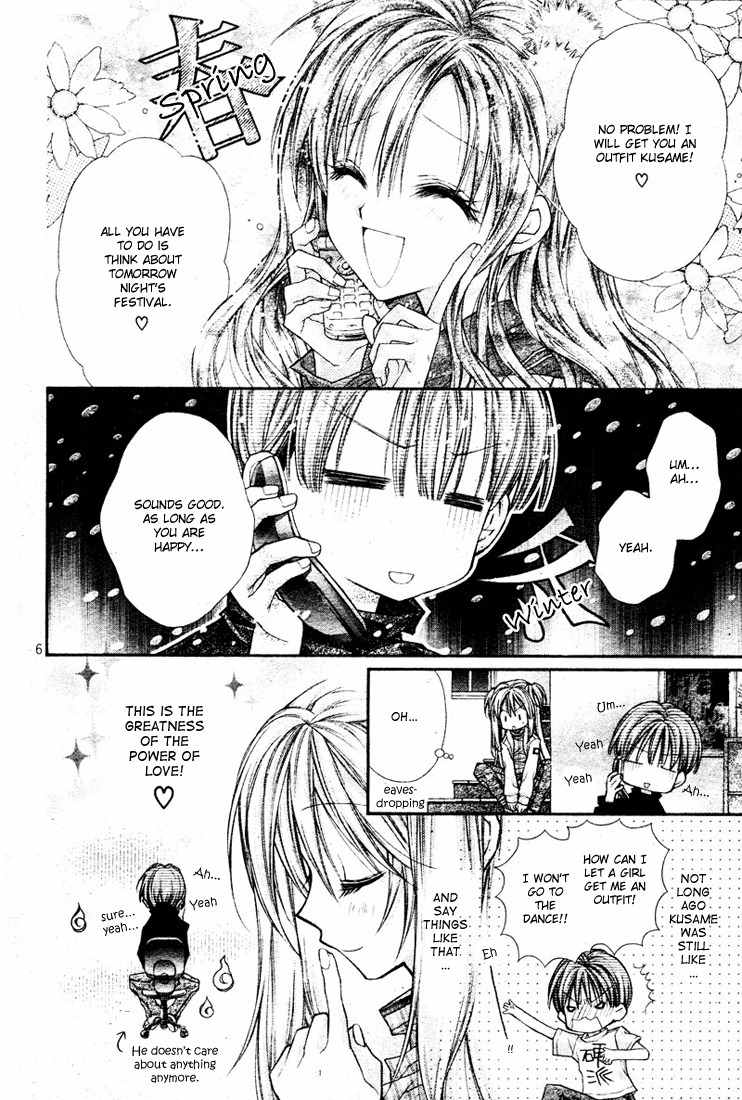 春
Spring
NO PROBLEM! I
WILL GET YOU AN
OUTFIT KUSAME!
♡
ALL YOU HAVE
TO DO IS
THINK ABOUT
TOMORROW
NIGHT'S
FESTIVAL.
♡
UM...
AH...
YEAH.
SOUNDS GOOD.
AS LONG AS
YOU ARE
HAPPY...
冬
Winter
6
Um...
Yeah
Yeah
Ah...
OH...
eaves-
dropping
THIS IS THE
GREATNESS
OF THE
POWER OF
LOVE!
♡
Ah...
Yeah
sure...
yeah...
He doesn't care
about anything
anymore.
NOT
LONG
AGO
KUSAME
WAS
STILL
LIKE ...
HOW CAN I
LET A GIRL
GET ME AN
OUTFIT!
I WON'T
GO TO
THE
DANCE!!
Eh
!!
AND
SAY
THINGS
LIKE
THAT
...